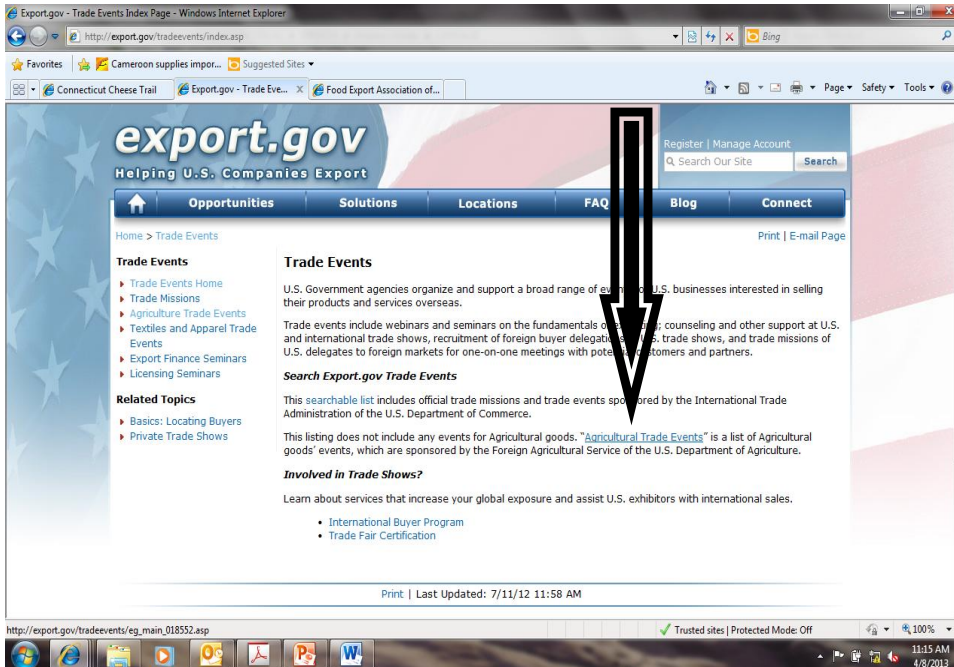 Export.gov - Trade Events Index Page - Windows Internet Explorer
http://export.gov/tradeevents/index.asp
Bing
Favorites
Cameroon supplies impor...
Suggested Sites
Connecticut Cheese Trail
Export.gov - Trade Eve...
Food Export Association of...
Page
Safety
Tools
export.gov
Helping U.S. Companies Export
Register | Manage Account
Search Our Site
Search
Opportunities
Solutions
Locations
FAQ
Blog
Connect
Home > Trade Events
Print | E-mail Page
Trade Events
Trade Events Home
Trade Missions
Agriculture Trade Events
Textiles and Apparel Trade
Events
Export Finance Seminars
Licensing Seminars
Related Topics
Basics: Locating Buyers
Private Trade Shows
Trade Events
U.S. Government agencies organize and support a broad range of U.S. businesses interested in selling
their products and services overseas.
Trade events include webinars and seminars on the fundamentals counseling and other support at U.S.
and international trade shows, recruitment of foreign buyer trade shows, and trade missions of
U.S. delegates to foreign markets for one-on-one meetings with and partners.
Search Export.gov Trade Events
This searchable list includes official trade missions and trade events by the International Trade
Administration of the U.S. Department of Commerce.
This listing does not include any events for Agricultural goods. "Agricultural Trade Events" is a list of Agricultural
goods' events, which are sponsored by the Foreign Agricultural Service of the U.S. Department of Agriculture.
Involved in Trade Shows?
Learn about services that increase your global exposure and assist U.S. exhibitors with international sales.
International Buyer Program
Trade Fair Certification
Print | Last Updated: 7/11/12 11:58 AM
http://export.gov/tradeevents/eg_main_018552.asp
Trusted sites | Protected Mode: Off
100%
11:15 AM
4/8/2013